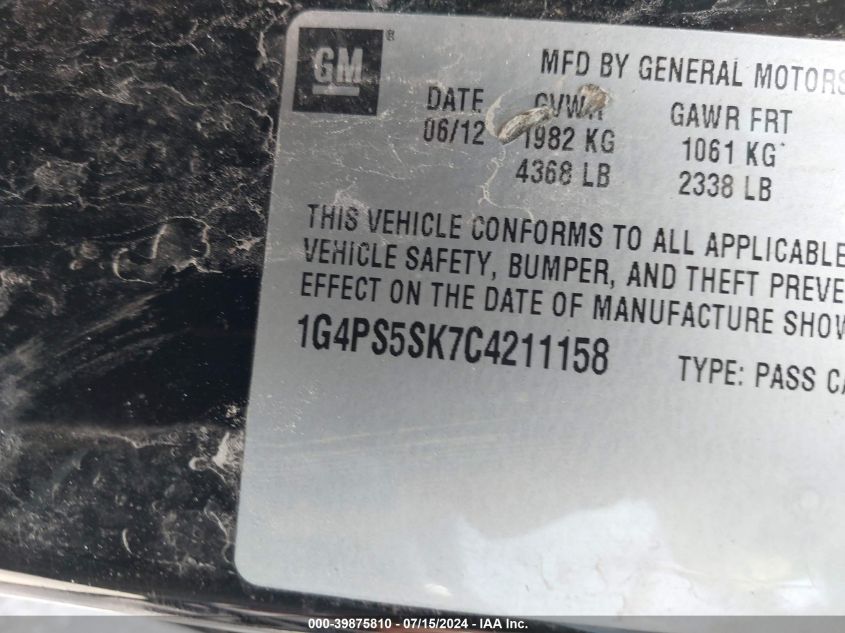 GM ®
MFD BY GENERAL MOTORS
DATE GVWR GAWR FRT
06/12 1982 KG 1061 KG
4368 LB 2338 LB
THIS VEHICLE CONFORMS TO ALL APPLICABLE
VEHICLE SAFETY, BUMPER, AND THEFT PREVE
EFFECT ON THE DATE OF MANUFACTURE SHOW
1G4PS5SK7C4211158 TYPE: PASS CA
000-39875810 - 07/15/2024 - IAA Inc.